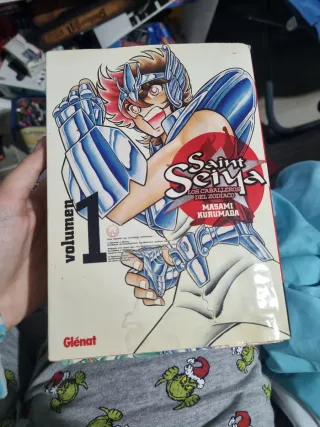 Saint
Seiya
LOS CABALLEROS
DEL ZODIACO
MASAMI
KURUMADA
volumen
1
Glénat